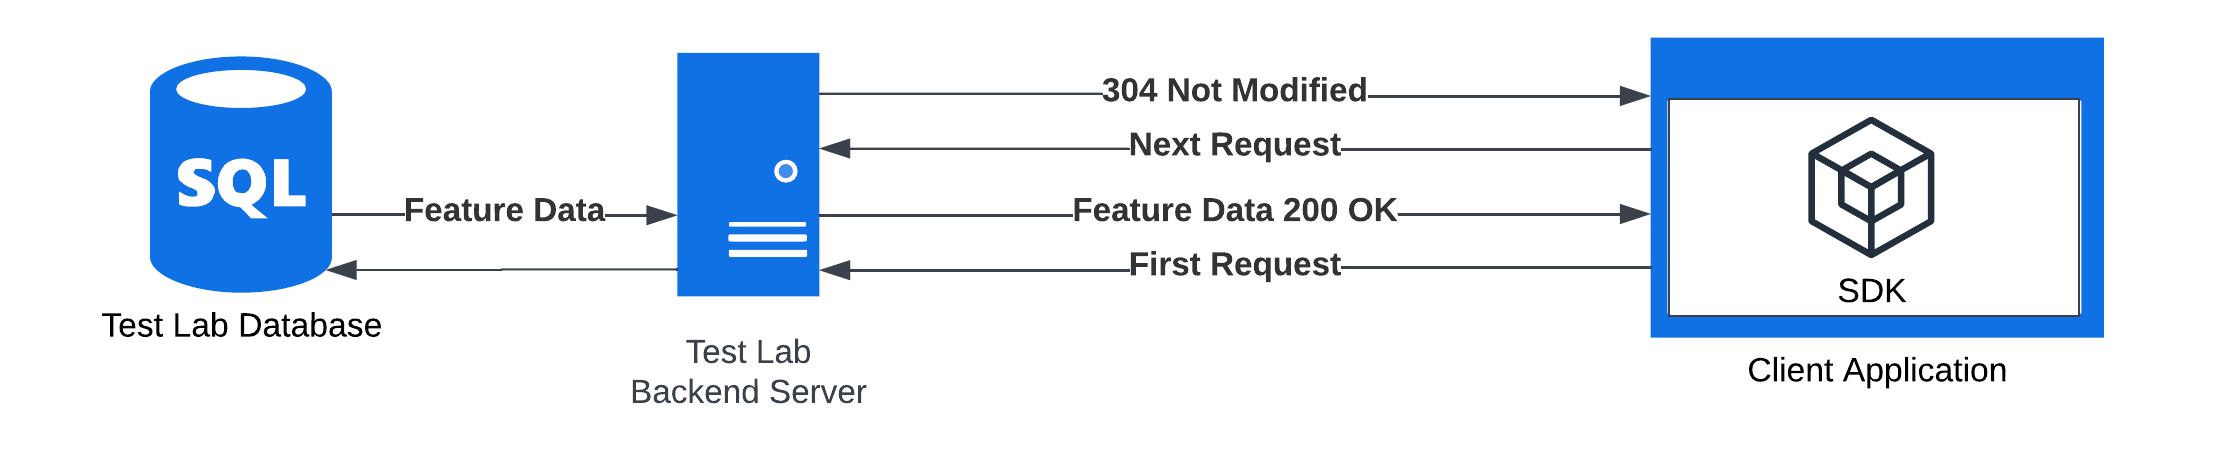 304 Not Modified
Next Request
SQL
Feature Data
Feature Data 200 OK
First Request
SDK
Test Lab Database
Test Lab
Backend Server
Client Application